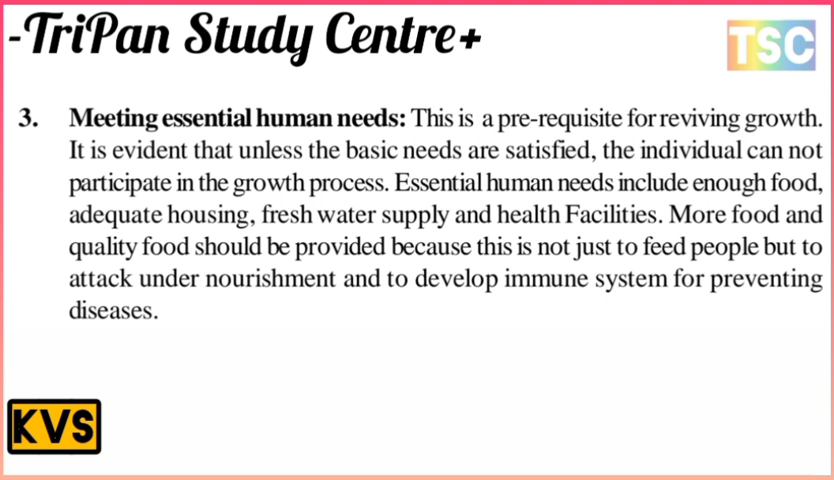 -TriPan Study Centre+
TSC
3. Meeting essential human needs: This is a pre-requisite for reviving growth.
It is evident that unless the basic needs are satisfied, the individual can not
participate in the growth process. Essential human needs include enough food,
adequate housing, fresh water supply and health Facilities. More food and
quality food should be provided because this is not just to feed people but to
attack under nourishment and to develop immune system for preventing
diseases.
KVS